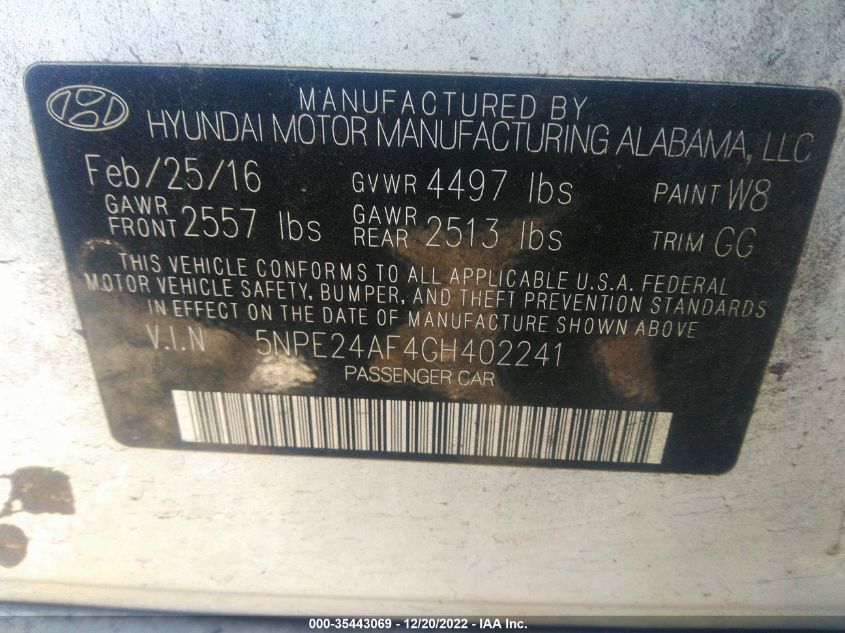 MANUFACTURED BY
HYUNDAI MOTOR MANUFACTURING ALABAMA, LLC
Feb/25/16 GVWR 4497 lbs PAINT W8
GAWR FRONT 2557 lbs GAWR REAR 2513 lbs TRIM GG
THIS VEHICLE CONFORMS TO ALL APPLICABLE U.S.A. FEDERAL
MOTOR VEHICLE SAFETY, BUMPER, AND THEFT PREVENTION STANDARDS
IN EFFECT ON THE DATE OF MANUFACTURE SHOWN ABOVE
V.I.N 5NPE24AF4GH402241
PASSENGER CAR
000-35443069 - 12/20/2022 - IAA Inc.